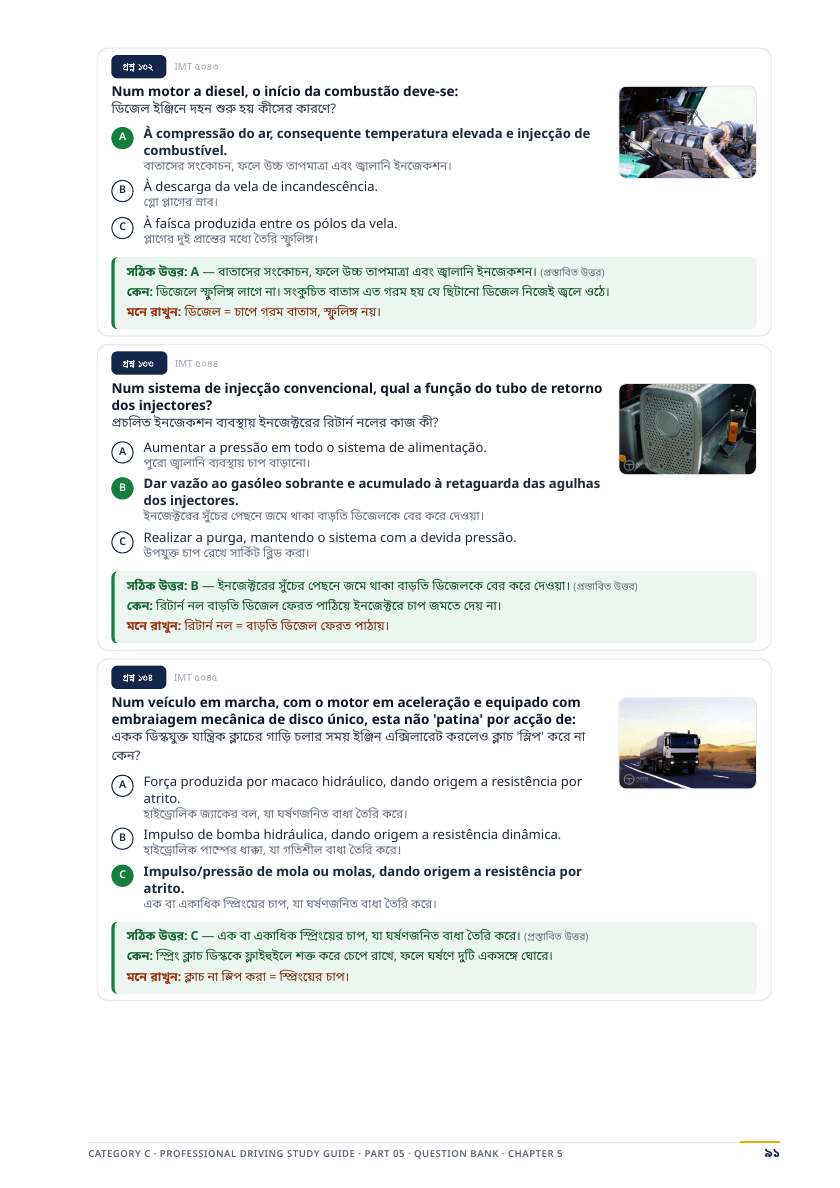 প্রশ্ন ১৩২ IMT ৫০৪৩
Num motor a diesel, o início da combustão deve-se:
ডিজেল ইঞ্জিনে দহন শুরু হয় কীসের কারণে?
A À compressão do ar, consequente temperatura elevada e injecção de
combustível.
বাতাসের সংকোচন, ফলে উচ্চ তাপমাত্রা এবং জ্বালানি ইনজেকশন।
B À descarga da vela de incandescência.
গ্লো প্লাগের স্রাব।
C À faísca produzida entre os pólos da vela.
প্লাগের দুই প্রান্তের মধ্যে তৈরি স্ফুলিঙ্গ।
সঠিক উত্তর: A — বাতাসের সংকোচন, ফলে উচ্চ তাপমাত্রা এবং জ্বালানি ইনজেকশন। (প্রস্তাবিত উত্তর)
কেন: ডিজেলে স্ফুলিঙ্গ লাগে না। সংকুচিত বাতাস এত গরম হয় যে ছিটানো ডিজেল নিজেই জ্বলে ওঠে।
মনে রাখুন: ডিজেল = চাপে গরম বাতাস, স্ফুলিঙ্গ নয়।
প্রশ্ন ১৩৩ IMT ৫০৪৪
Num sistema de injecção convencional, qual a função do tubo de retorno
dos injectores?
প্রচলিত ইনজেকশন ব্যবস্থায় ইনজেক্টরের রিটার্ন নলের কাজ কী?
A Aumentar a pressão em todo o sistema de alimentação.
পুরো জ্বালানি ব্যবস্থায় চাপ বাড়ানো।
B Dar vazão ao gasóleo sobrante e acumulado à retaguarda das agulhas
dos injectores.
ইনজেক্টরের সুঁচের পেছনে জমে থাকা বাড়তি ডিজেলকে বের করে দেওয়া।
C Realizar a purga, mantendo o sistema com a devida pressão.
উপযুক্ত চাপ রেখে সার্কিট ব্লিড করা।
সঠিক উত্তর: B — ইনজেক্টরের সুঁচের পেছনে জমে থাকা বাড়তি ডিজেলকে বের করে দেওয়া। (প্রস্তাবিত উত্তর)
কেন: রিটার্ন নল বাড়তি ডিজেল ফেরত পাঠিয়ে ইনজেক্টরে চাপ জমতে দেয় না।
মনে রাখুন: রিটার্ন নল = বাড়তি ডিজেল ফেরত পাঠায়।
প্রশ্ন ১৩৪ IMT ৫০৪৫
Num veículo em marcha, com o motor em aceleração e equipado com
embraiagem mecânica de disco único, esta não 'patina' por acção de:
একক ডিস্কযুক্ত যান্ত্রিক ক্লাচের গাড়ি চলার সময় ইঞ্জিন এক্সিলারেট করলেও ক্লাচ 'স্লিপ' করে না
কেন?
A Força produzida por macaco hidráulico, dando origem a resistência por
atrito.
হাইড্রোলিক জ্যাকের বল, যা ঘর্ষণজনিত বাধা তৈরি করে।
B Impulso de bomba hidráulica, dando origem a resistência dinâmica.
হাইড্রোলিক পাম্পের ধাক্কা, যা গতিশীল বাধা তৈরি করে।
C Impulso/pressão de mola ou molas, dando origem a resistência por
atrito.
এক বা একাধিক স্প্রিংয়ের চাপ, যা ঘর্ষণজনিত বাধা তৈরি করে।
সঠিক উত্তর: C — এক বা একাধিক স্প্রিংয়ের চাপ, যা ঘর্ষণজনিত বাধা তৈরি করে। (প্রস্তাবিত উত্তর)
কেন: স্প্রিং ক্লাচ ডিস্ককে ফ্লাইহুইলে শক্ত করে চেপে রাখে, ফলে ঘর্ষণে দুটি একসঙ্গে ঘোরে।
মনে রাখুন: ক্লাচ না স্লিপ করা = স্প্রিংয়ের চাপ।
CATEGORY C · PROFESSIONAL DRIVING STUDY GUIDE · PART 05 · QUESTION BANK · CHAPTER 5 ৯১